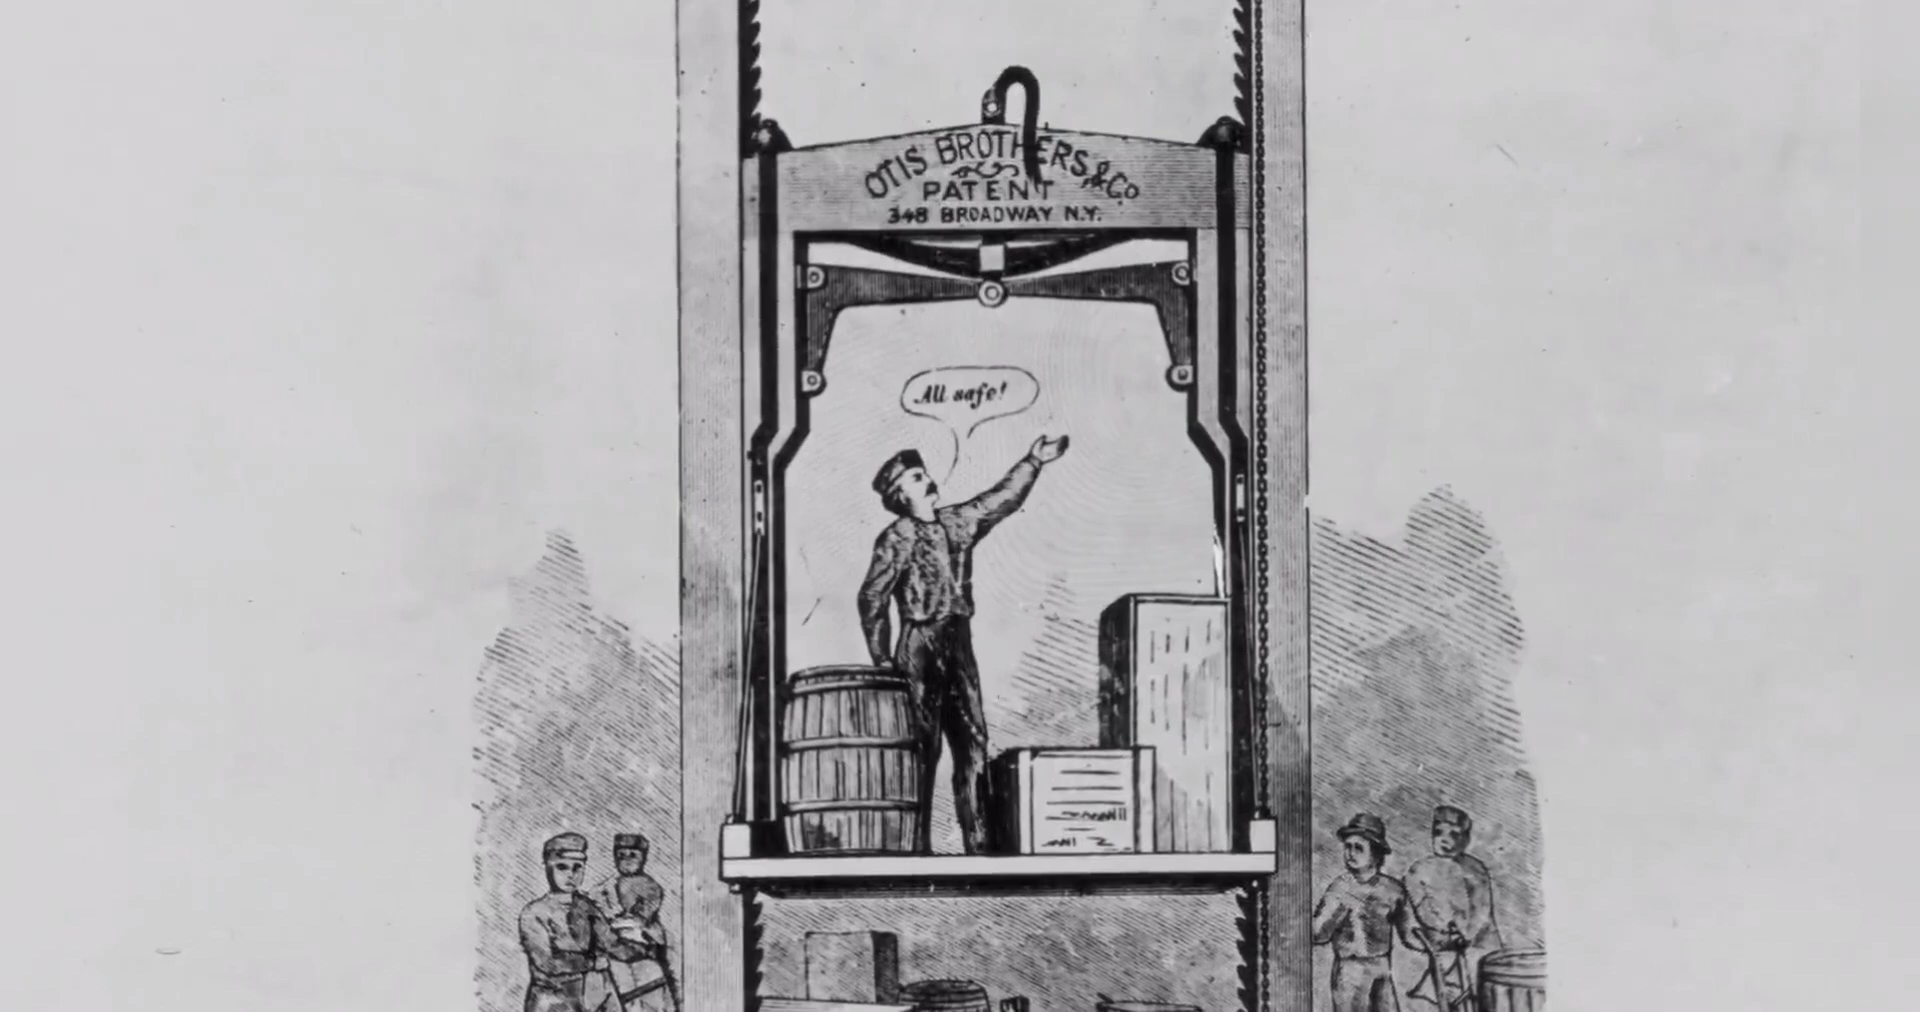 OTIS BROTHERS, & Co
PATENT
348 BROADWAY N.Y.
All safe!